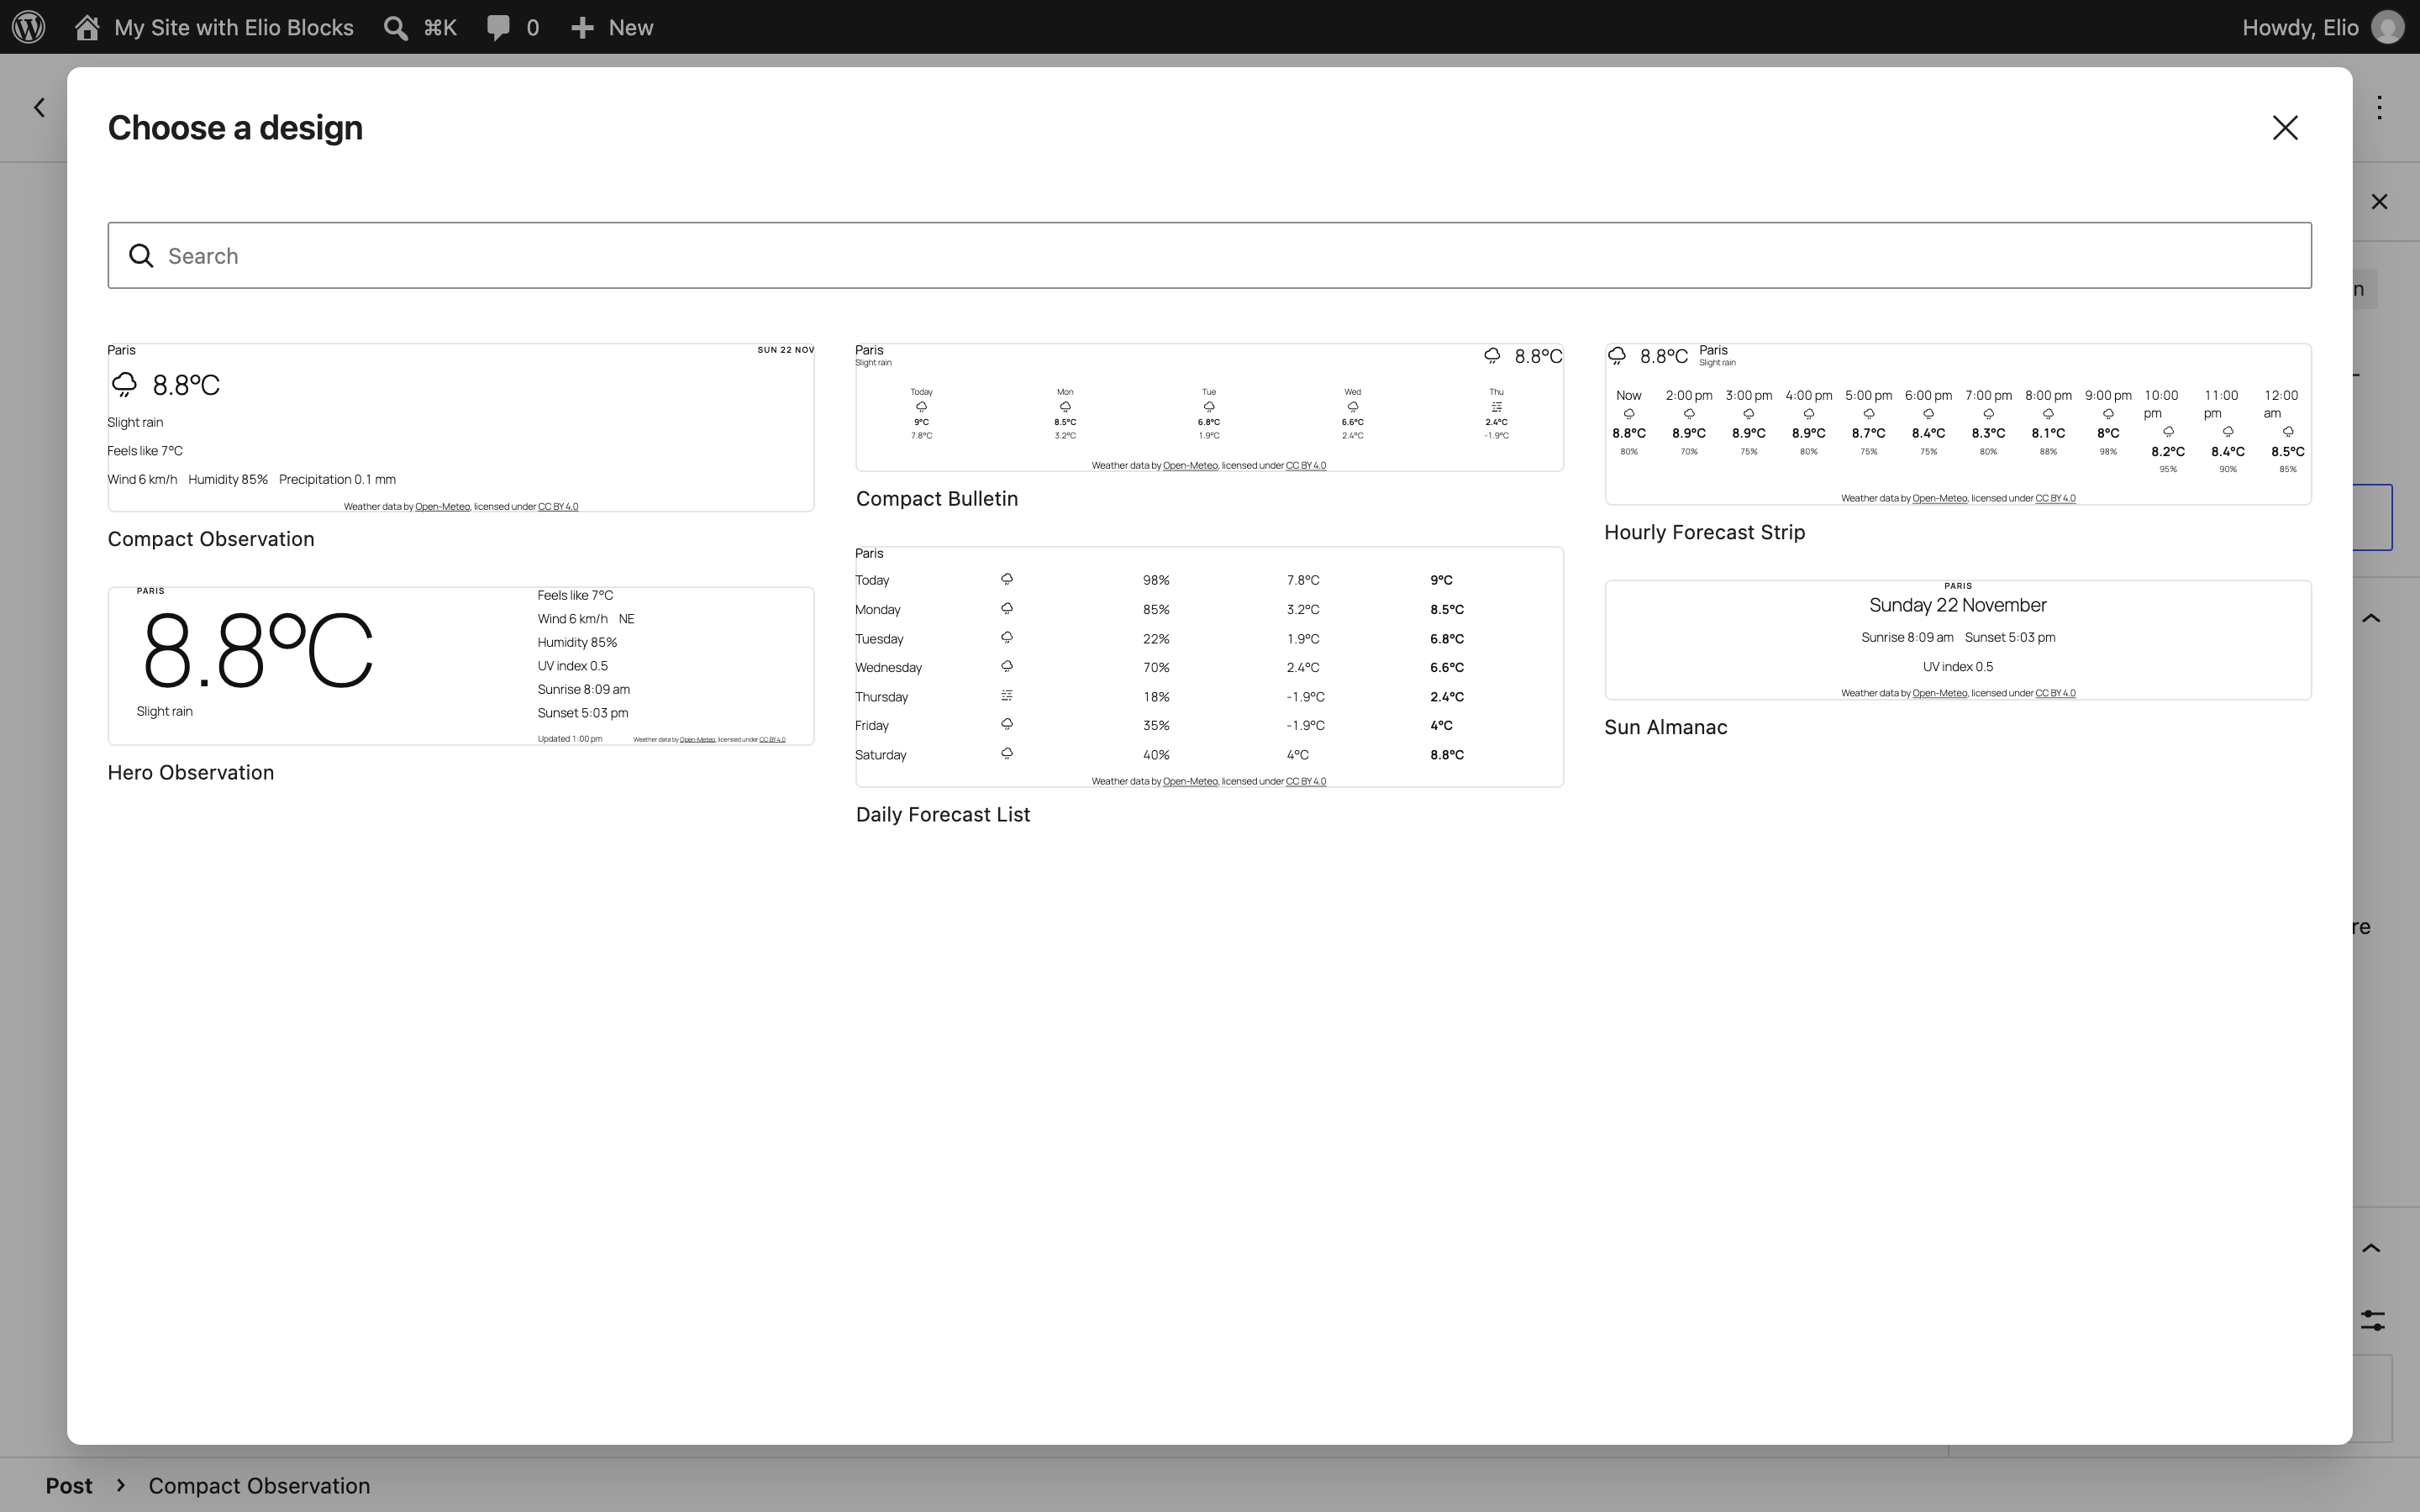 My Site with Elio Blocks ⌘K 0 New Howdy, Elio
Choose a design
Search
Paris SUN 22 NOV
8.8°C
Slight rain
Feels like 7°C
Wind 6 km/h Humidity 85% Precipitation 0.1 mm
Weather data by Open-Meteo, licensed under CC BY 4.0
Compact Observation
PARIS
8.8°C
Slight rain
Feels like 7°C
Wind 6 km/h NE
Humidity 85%
UV index 0.5
Sunrise 8:09 am
Sunset 5:03 pm
Updated 1:00 pm Weather data by Open-Meteo, licensed under CC BY 4.0
Hero Observation
Paris 8.8°C
Slight rain
Today Mon Tue Wed Thu
9°C 8.5°C 6.8°C 6.6°C 2.4°C
7.8°C 3.2°C 1.9°C 2.4°C -1.9°C
Weather data by Open-Meteo, licensed under CC BY 4.0
Compact Bulletin
Paris
Today 98% 7.8°C 9°C
Monday 85% 3.2°C 8.5°C
Tuesday 22% 1.9°C 6.8°C
Wednesday 70% 2.4°C 6.6°C
Thursday 18% -1.9°C 2.4°C
Friday 35% -1.9°C 4°C
Saturday 40% 4°C 8.8°C
Weather data by Open-Meteo, licensed under CC BY 4.0
Daily Forecast List
8.8°C Paris
Slight rain
Now 2:00 pm 3:00 pm 4:00 pm 5:00 pm 6:00 pm 7:00 pm 8:00 pm 9:00 pm 10:00 pm 11:00 pm 12:00 am
8.8°C 8.9°C 8.9°C 8.9°C 8.7°C 8.4°C 8.3°C 8.1°C 8°C 8.2°C 8.4°C 8.5°C
80% 70% 75% 80% 75% 75% 80% 88% 98% 95% 90% 85%
Weather data by Open-Meteo, licensed under CC BY 4.0
Hourly Forecast Strip
PARIS
Sunday 22 November
Sunrise 8:09 am Sunset 5:03 pm
UV index 0.5
Weather data by Open-Meteo, licensed under CC BY 4.0
Sun Almanac
n
re
Post › Compact Observation